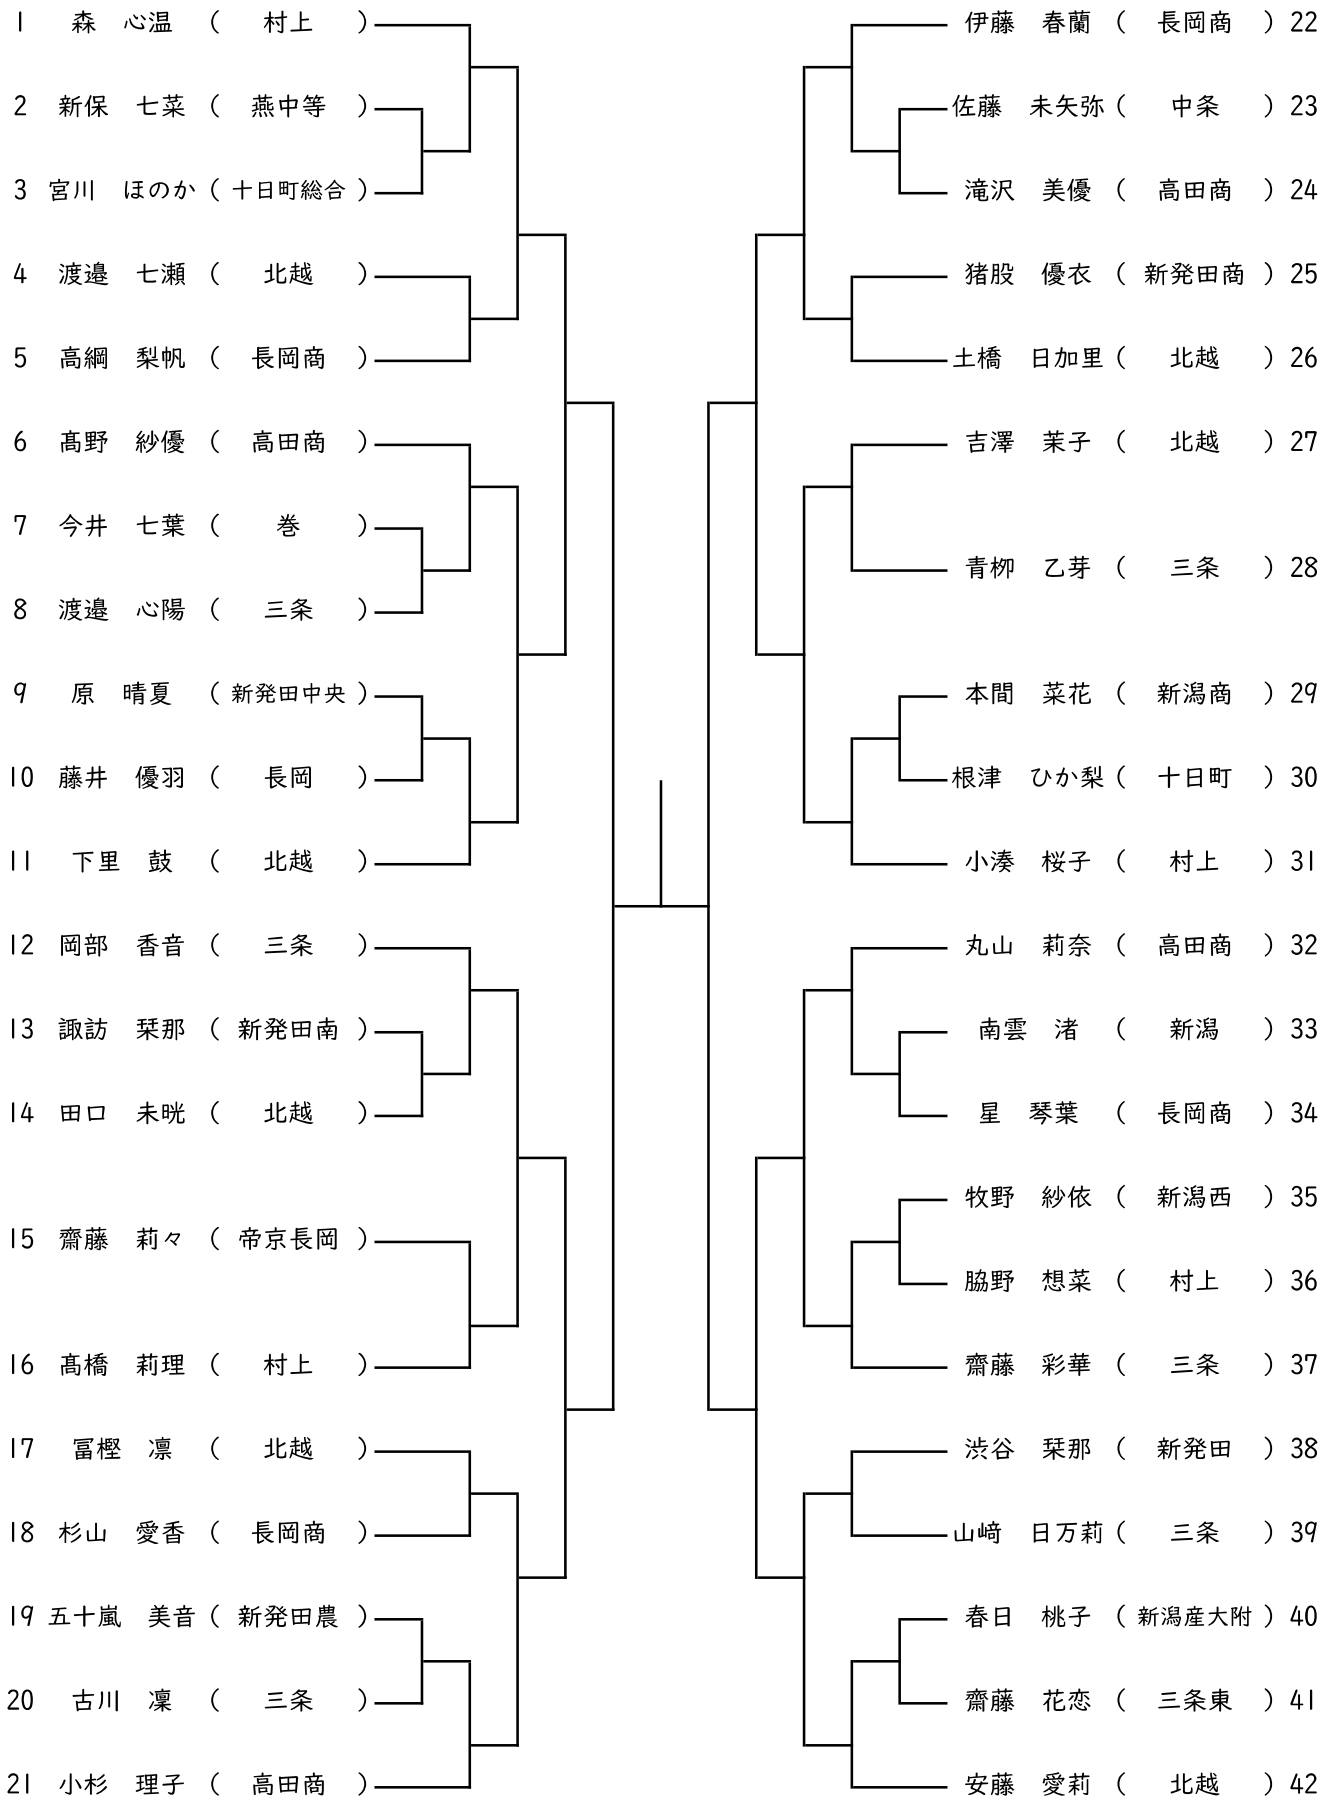 1 森 心温 ( 村上 )
2 新保 七菜 ( 燕中等 )
3 宮川 ほのか ( 十日町総合 )
4 渡邉 七瀬 ( 北越 )
5 高綱 梨帆 ( 長岡商 )
6 髙野 紗優 ( 高田商 )
7 今井 七葉 ( 巻 )
8 渡邉 心陽 ( 三条 )
9 原 晴夏 ( 新発田中央 )
10 藤井 優羽 ( 長岡 )
11 下里 鼓 ( 北越 )
12 岡部 香音 ( 三条 )
13 諏訪 栞那 ( 新発田南 )
14 田口 未晄 ( 北越 )
15 齋藤 莉々 ( 帝京長岡 )
16 髙橋 莉理 ( 村上 )
17 冨樫 凛 ( 北越 )
18 杉山 愛香 ( 長岡商 )
19 五十嵐 美音 ( 新発田農 )
20 古川 凜 ( 三条 )
21 小杉 理子 ( 高田商 )
伊藤 春蘭 ( 長岡商 ) 22
佐藤 未矢弥 ( 中条 ) 23
滝沢 美優 ( 高田商 ) 24
猪股 優衣 ( 新発田商 ) 25
土橋 日加里 ( 北越 ) 26
吉澤 茉子 ( 北越 ) 27
青栁 乙芽 ( 三条 ) 28
本間 菜花 ( 新潟商 ) 29
根津 ひか梨 ( 十日町 ) 30
小湊 桜子 ( 村上 ) 31
丸山 莉奈 ( 高田商 ) 32
南雲 渚 ( 新潟 ) 33
星 琴葉 ( 長岡商 ) 34
牧野 紗依 ( 新潟西 ) 35
脇野 想菜 ( 村上 ) 36
齋藤 彩華 ( 三条 ) 37
渋谷 栞那 ( 新発田 ) 38
山﨑 日万莉 ( 三条 ) 39
春日 桃子 ( 新潟産大附 ) 40
齋藤 花恋 ( 三条東 ) 41
安藤 愛莉 ( 北越 ) 42